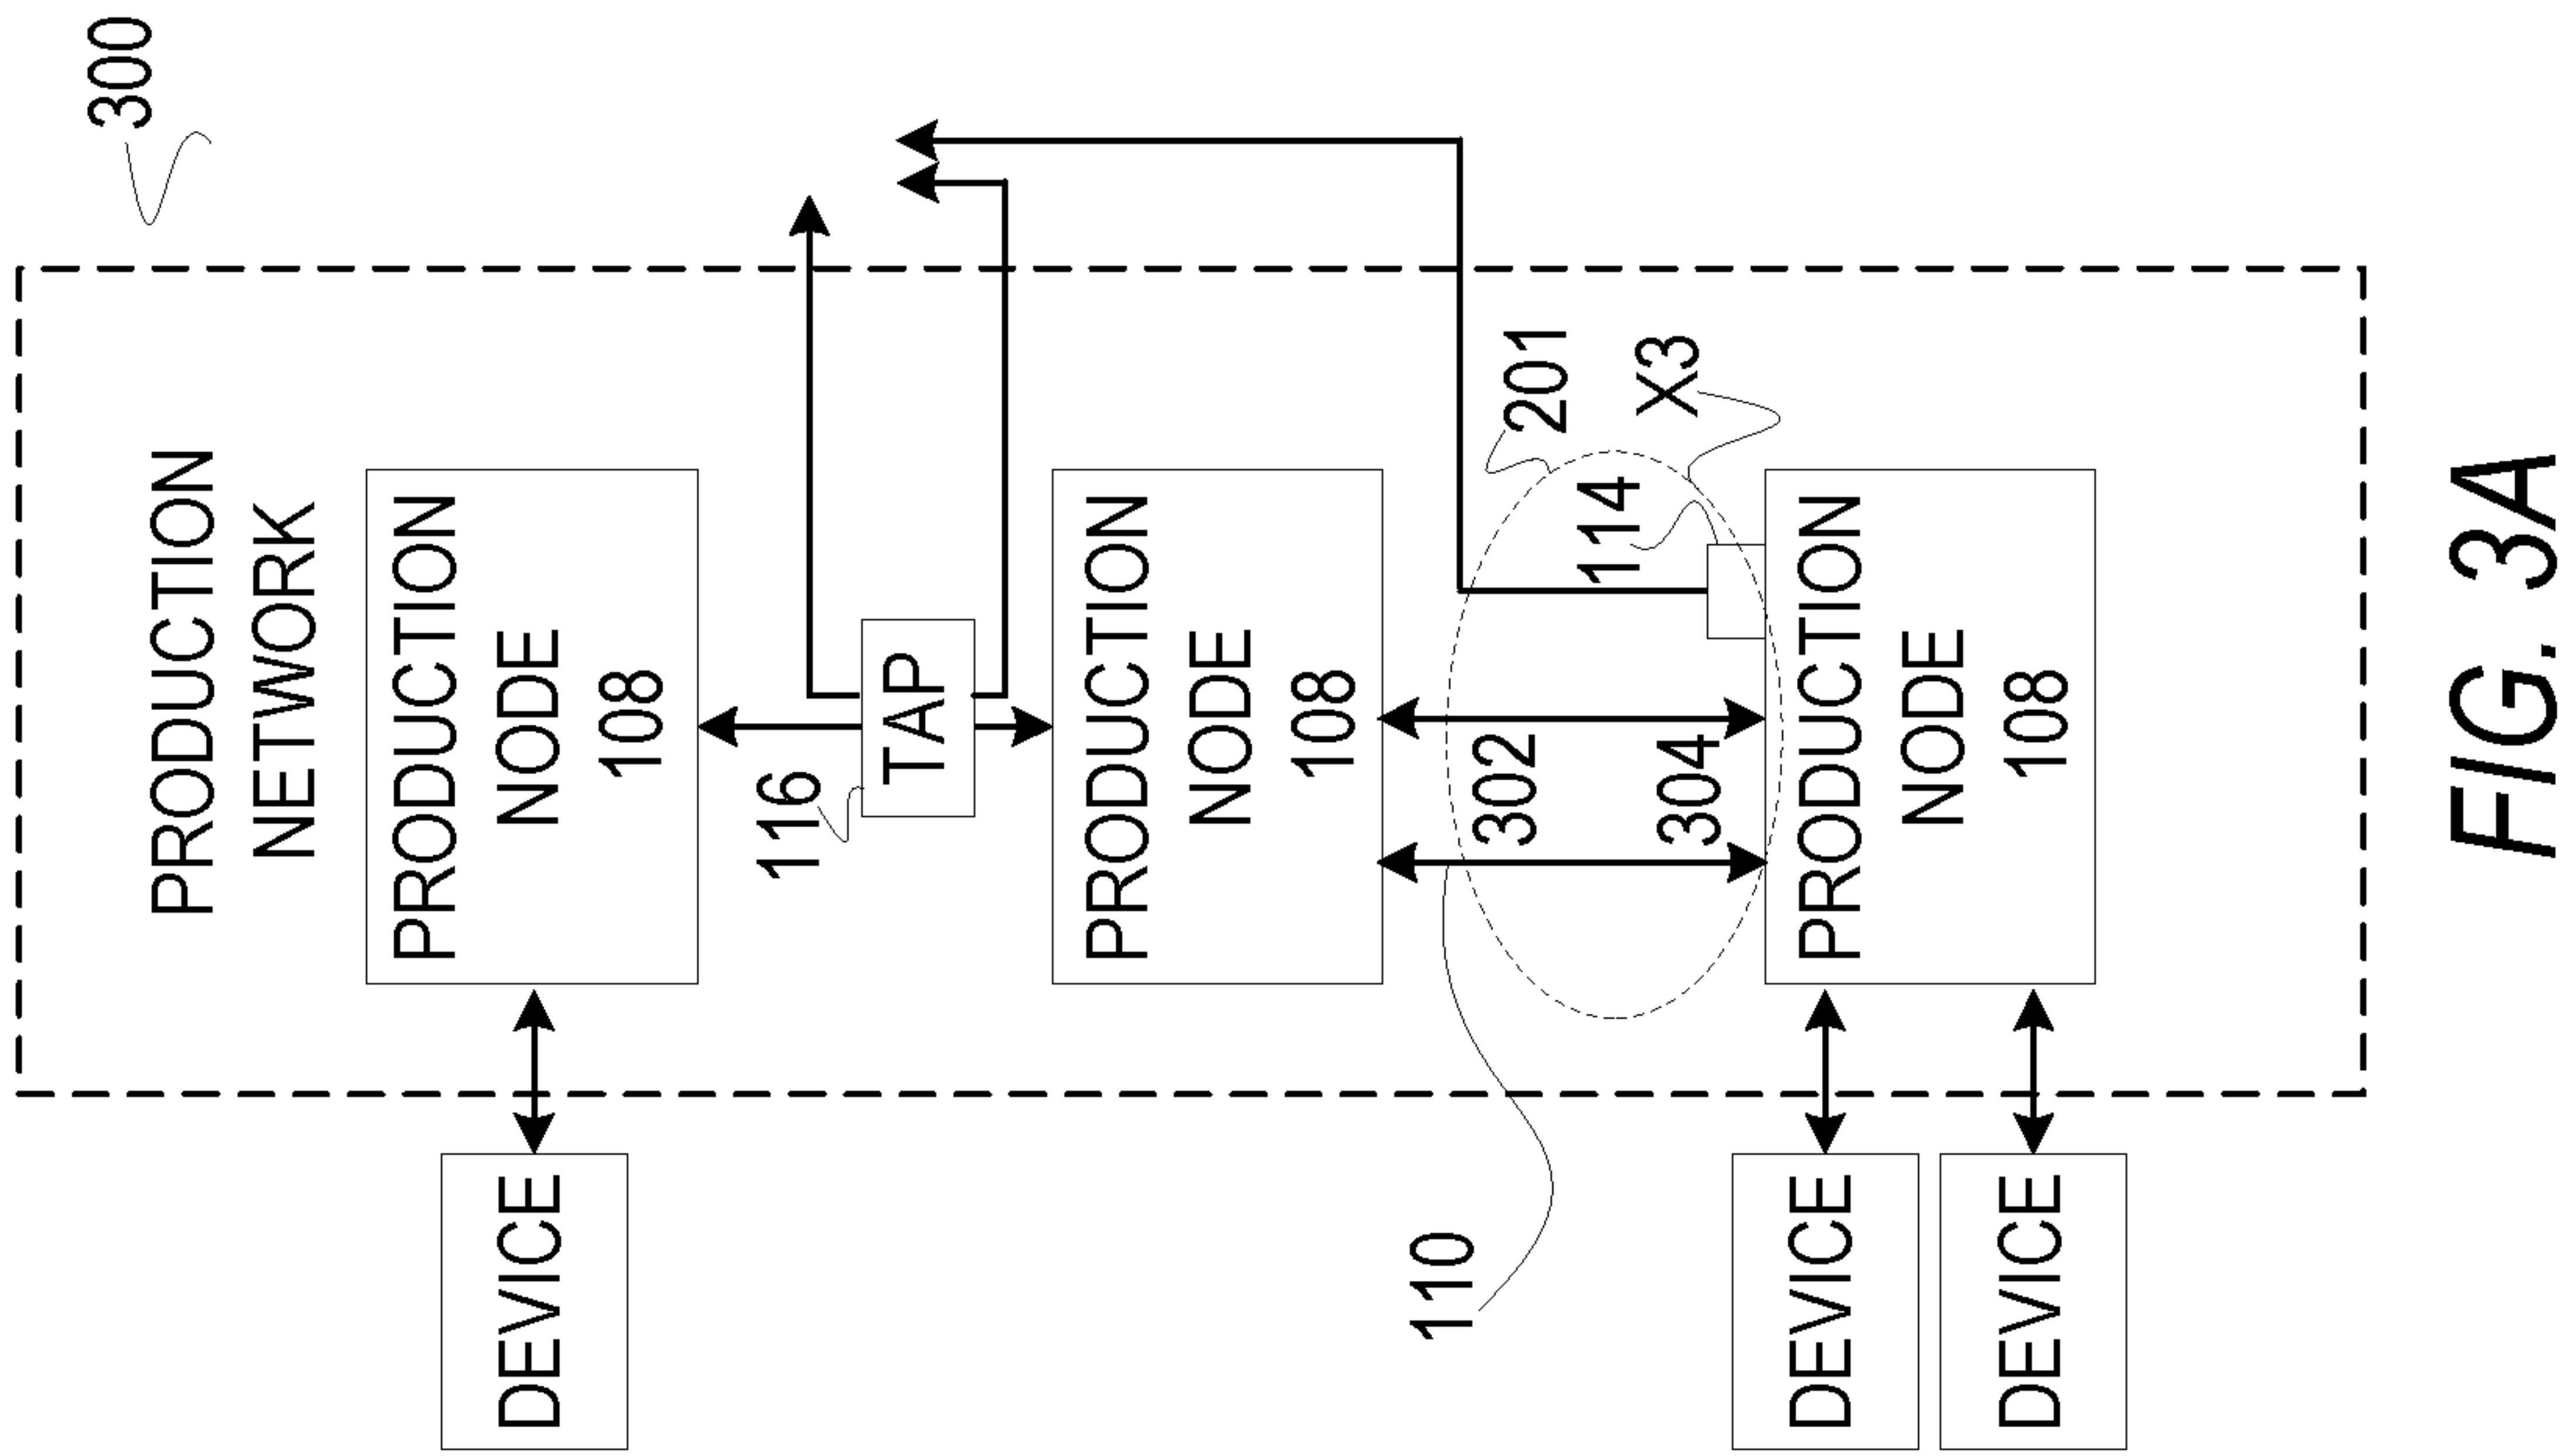 300
PRODUCTION
NETWORK
PRODUCTION
NODE
108
116
TAP
PRODUCTION
NODE
108
201
X3
114
302
304
110
PRODUCTION
NODE
108
DEVICE
DEVICE
DEVICE
FIG. 3A